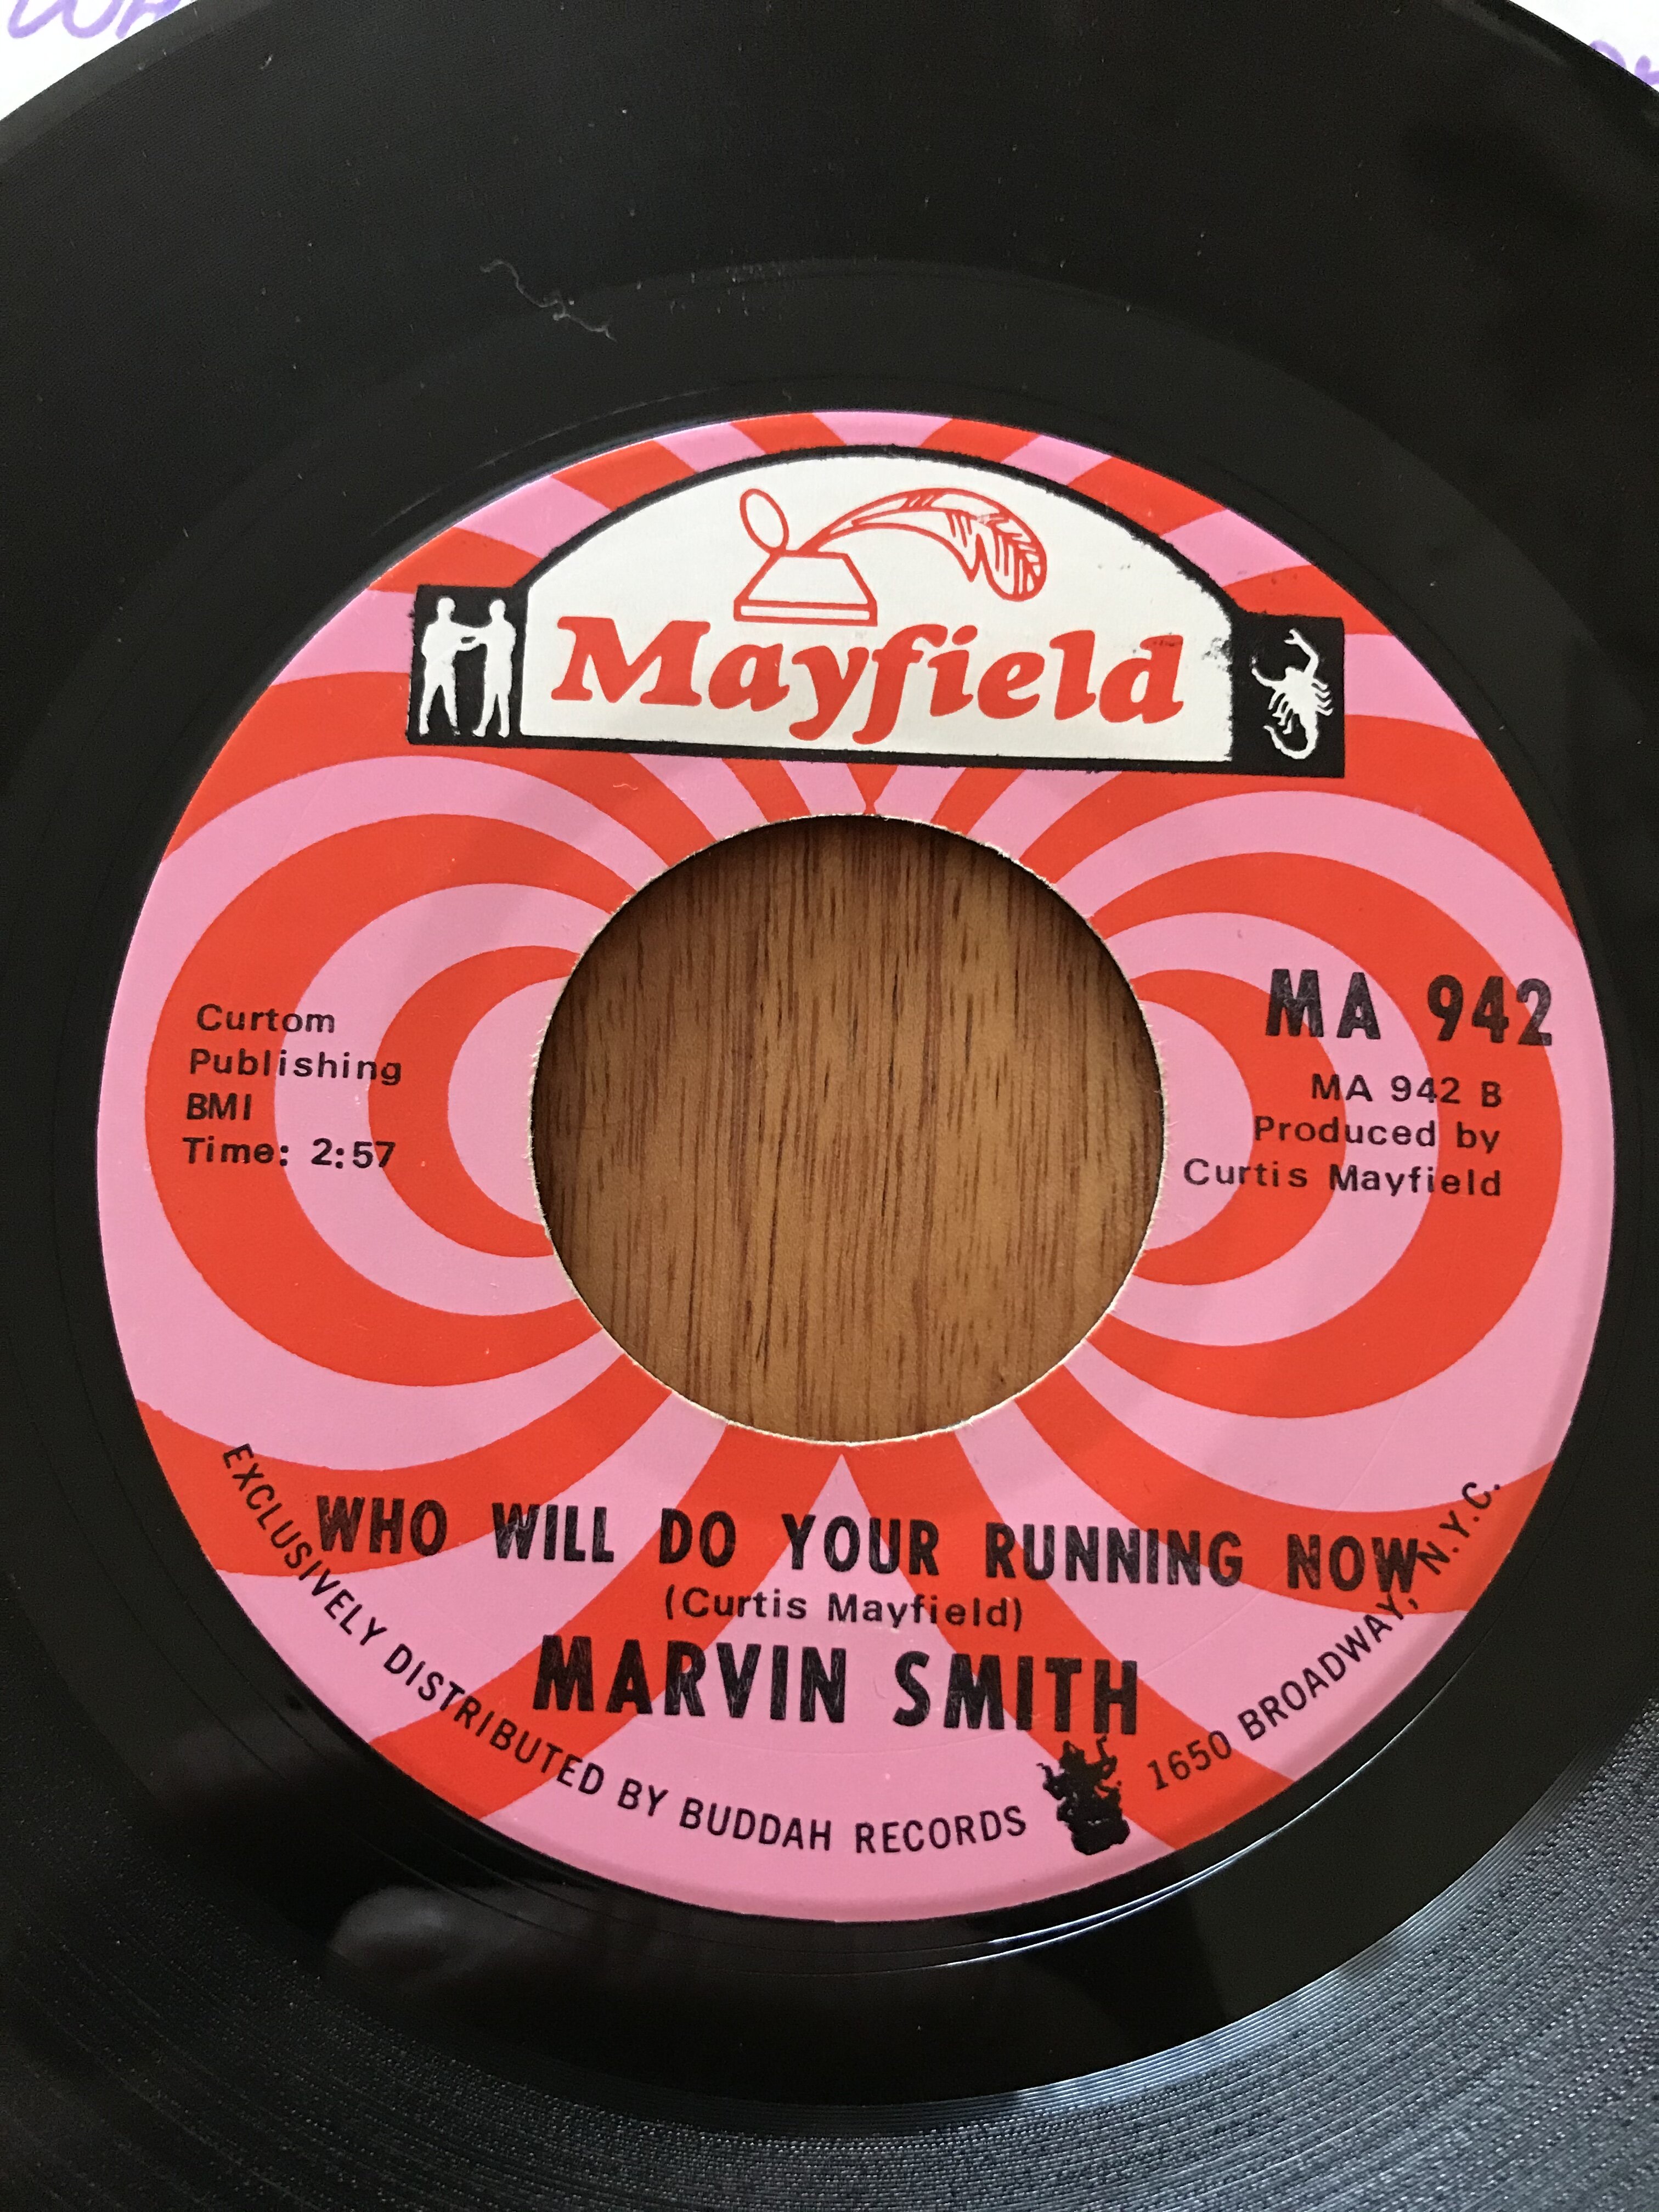 Mayfield
Curtom
Publishing
BMI
Time: 2:57
MA 942
MA 942 B
Produced by
Curtis Mayfield
WHO WILL DO YOUR RUNNING NOW
(Curtis Mayfield)
MARVIN SMITH
EXCLUSIVELY DISTRIBUTED BY BUDDAH RECORDS 1650 BROADWAY, N.Y.C.